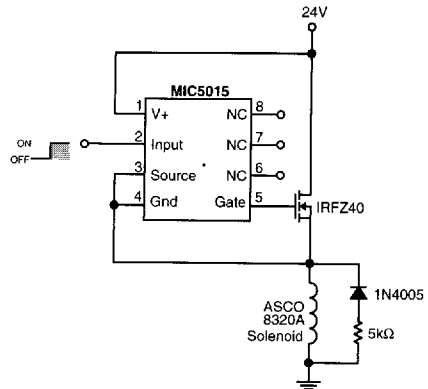 24V
MIC5015
1 V+ NC 8
ON OFF 2 Input NC 7
3 Source NC 6
4 Gnd Gate 5
IRFZ40
ASCO
8320A
Solenoid
1N4005
5kΩ